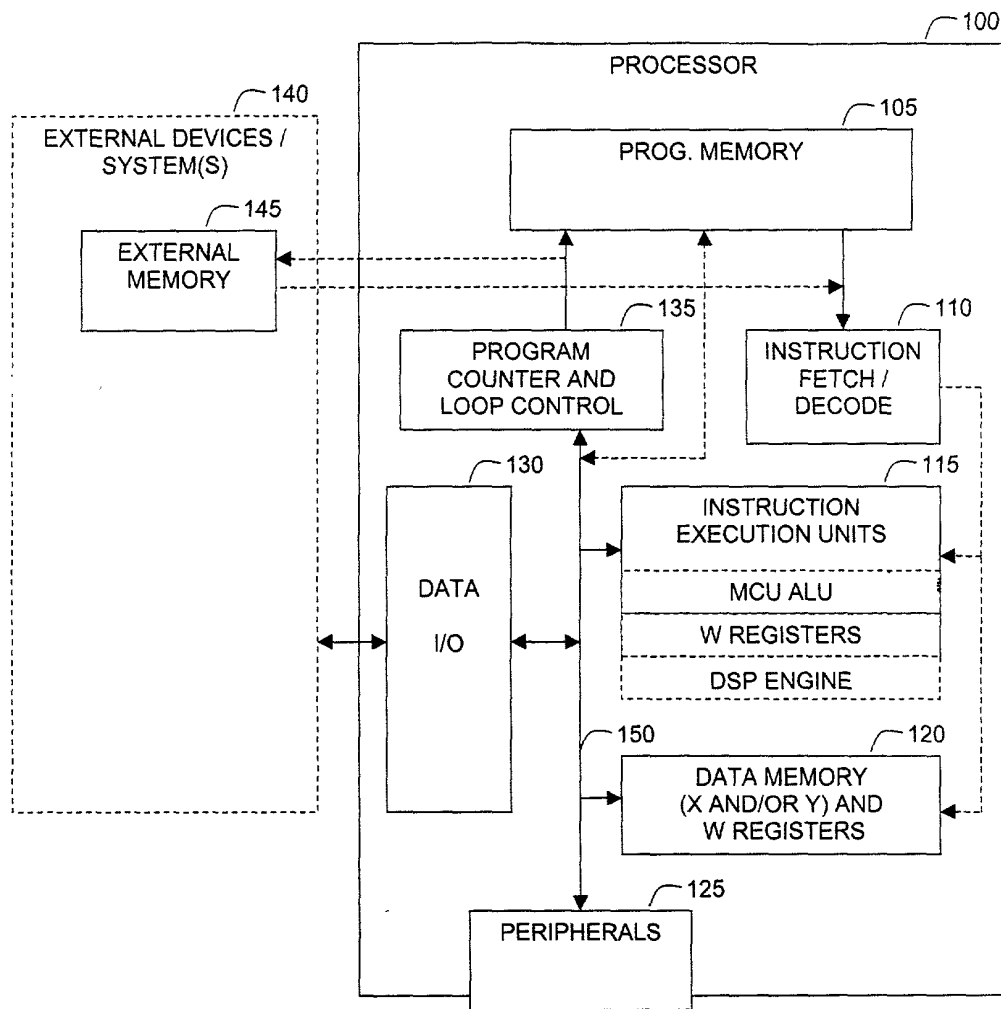 100
PROCESSOR
140
EXTERNAL DEVICES /
SYSTEM(S)
105
PROG. MEMORY
145
EXTERNAL
MEMORY
135
PROGRAM
COUNTER AND
LOOP CONTROL
110
INSTRUCTION
FETCH /
DECODE
130
DATA
I/O
115
INSTRUCTION
EXECUTION UNITS
MCU ALU
W REGISTERS
DSP ENGINE
150
120
DATA MEMORY
(X AND/OR Y) AND
W REGISTERS
125
PERIPHERALS